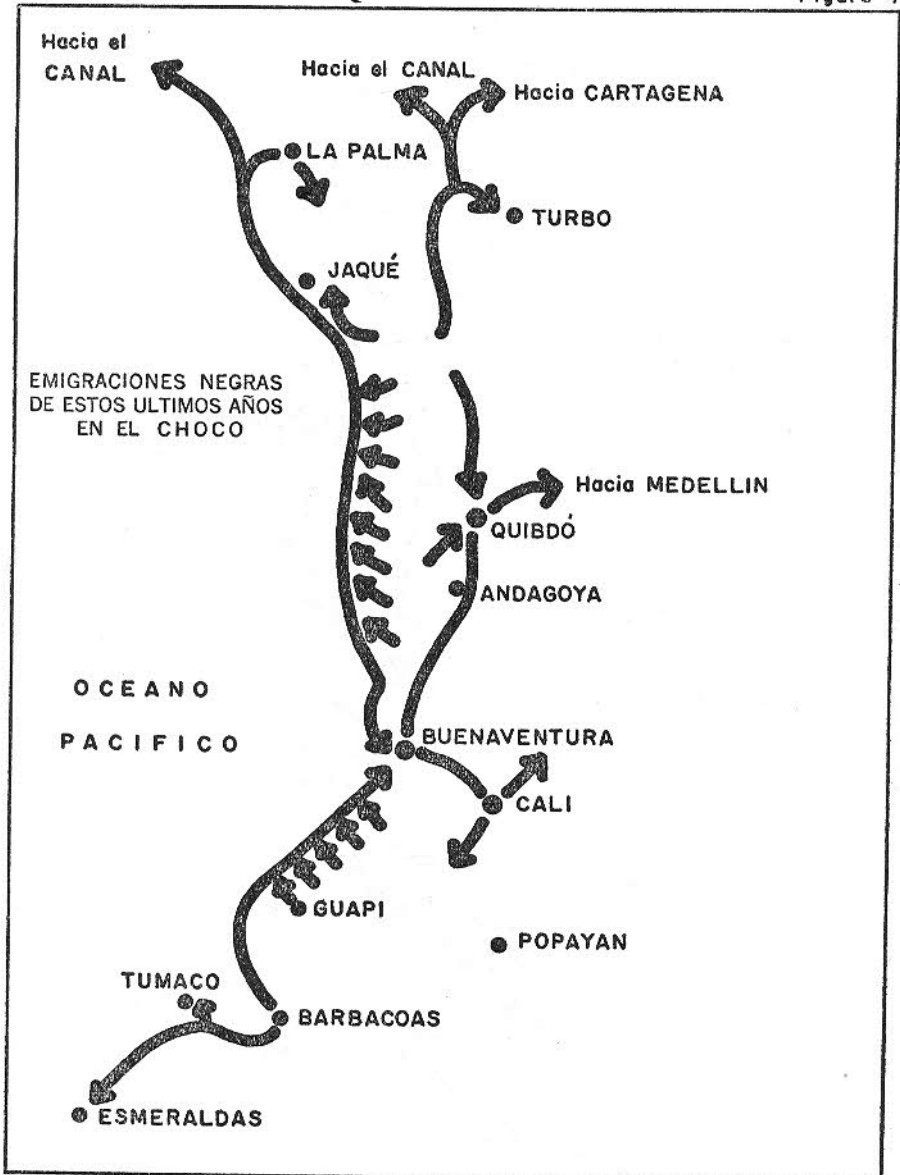 Hacia el
CANAL
Hacia el CANAL
Hacia CARTAGENA
LA PALMA
TURBO
JAQUÉ
EMIGRACIONES NEGRAS
DE ESTOS ULTIMOS AÑOS
EN EL CHOCO
Hacia MEDELLIN
QUIBDÓ
ANDAGOYA
OCEANO
PACIFICO
BUENAVENTURA
CALI
GUAPI
POPAYAN
TUMACO
BARBACOAS
ESMERALDAS